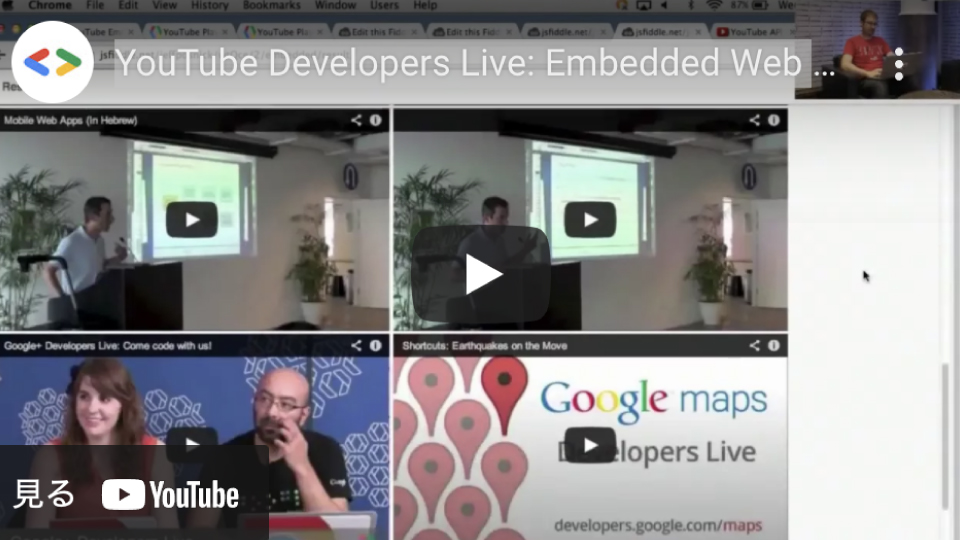 Chrome File Edit View History Bookmarks Window Users Help
87%
YouTube Developers Live: Embedded Web ...
Mobile Web Apps (In Hebrew)
Google+ Developers Live: Come code with us!
Shortcuts: Earthquakes on the Move
Google maps
Developers Live
developers.google.com/maps
見る YouTube